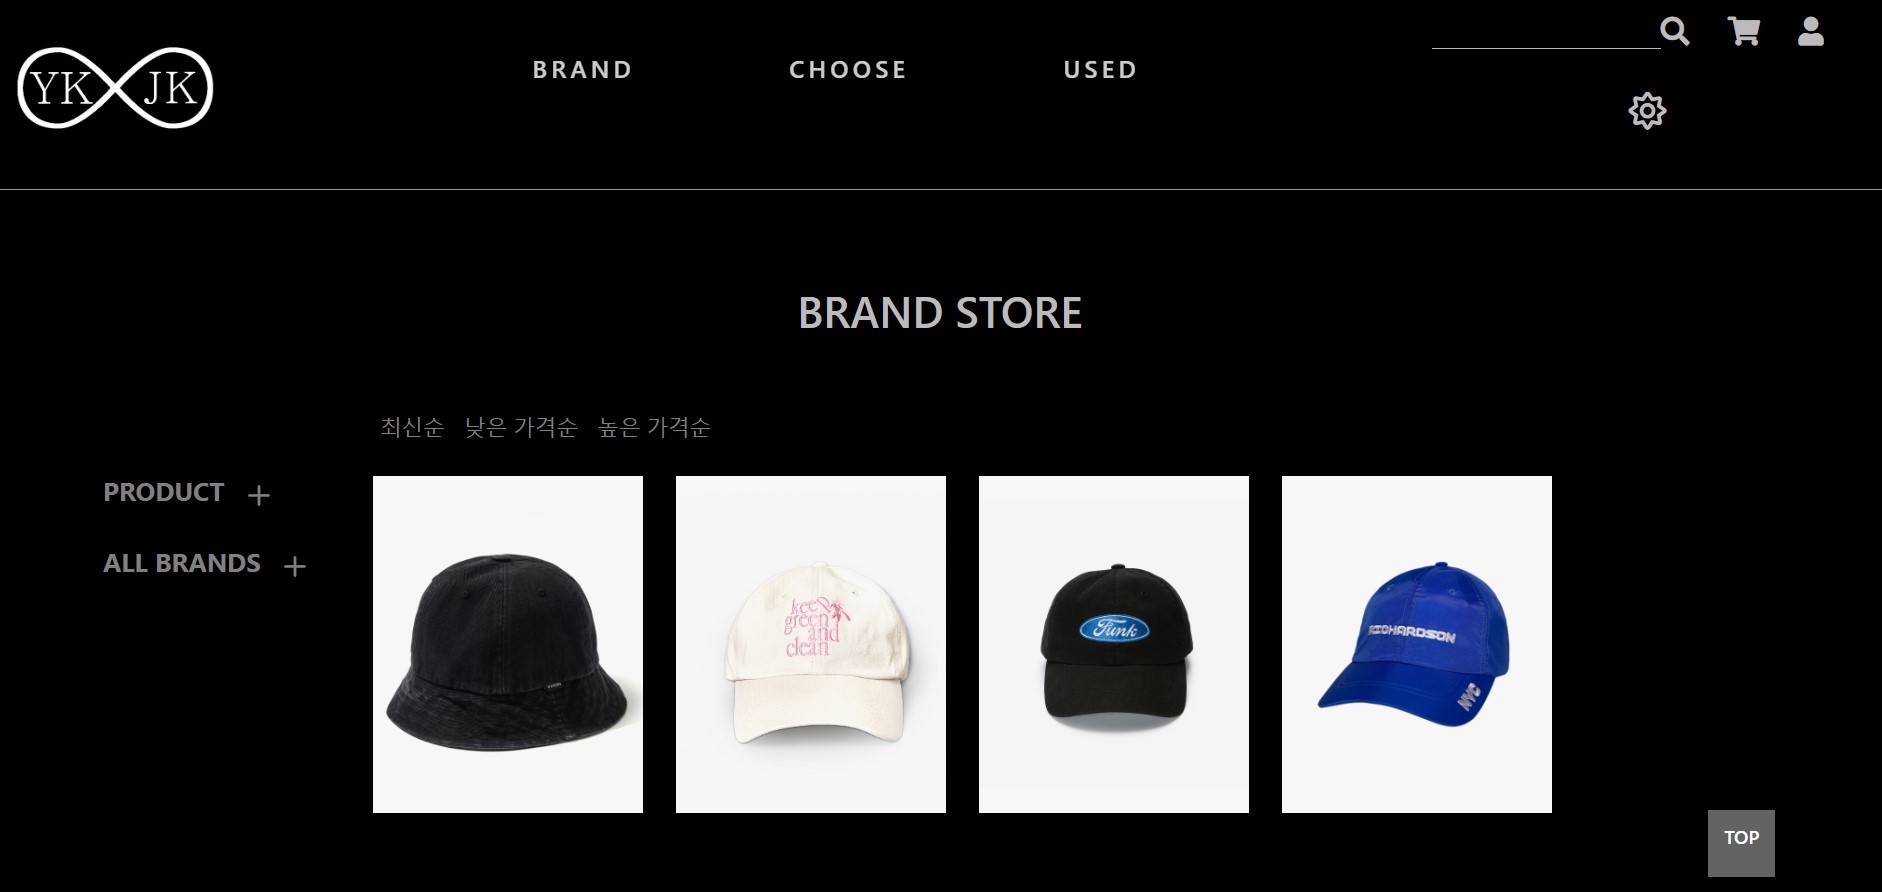 YK JK
BRAND CHOOSE USED
BRAND STORE
최신순 낮은 가격순 높은 가격순
PRODUCT +
ALL BRANDS +
keep
green
and
clean
Funk
RICHARDSON
NYC
TOP